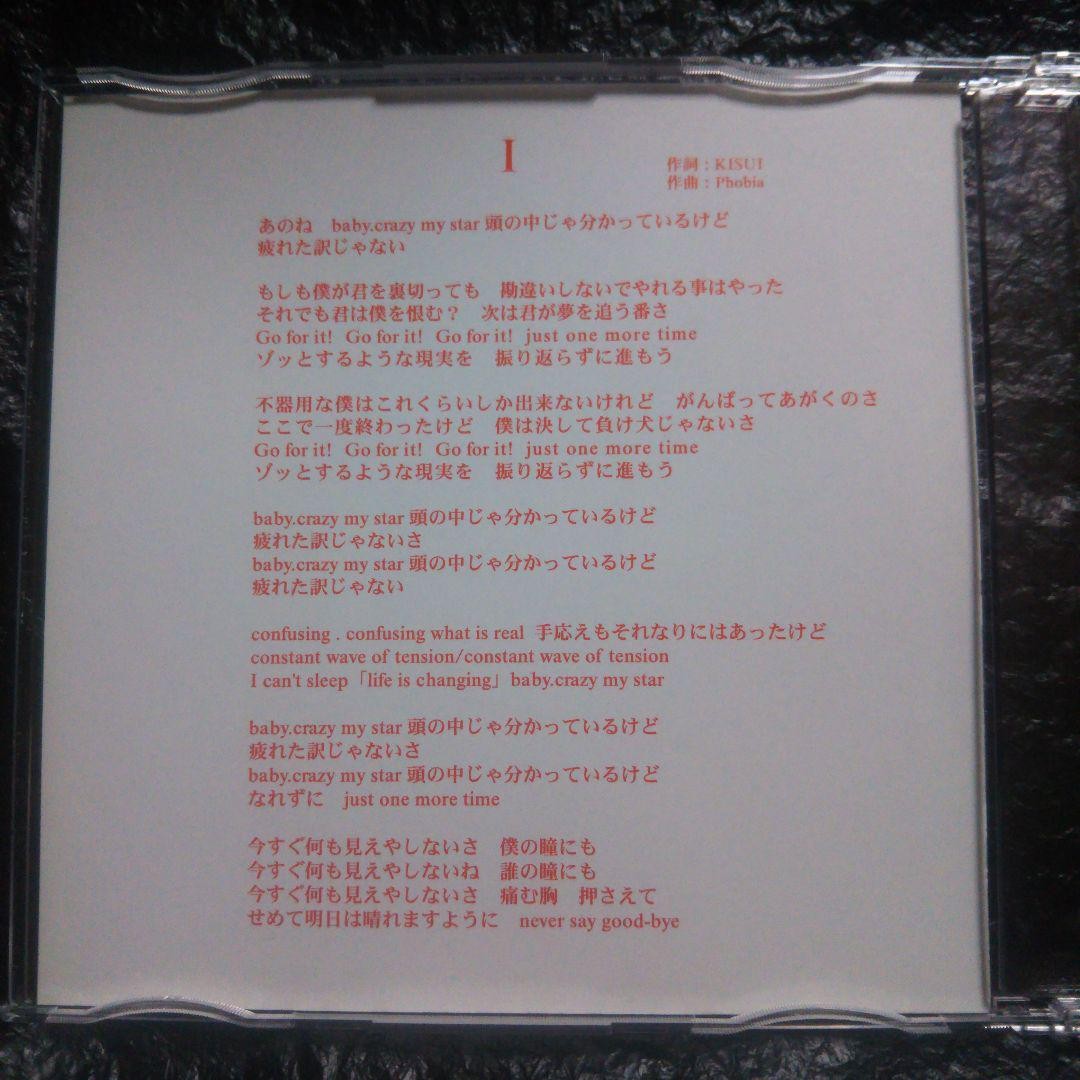 I
作詞：KISUI
作曲：Phobia
あのね　baby.crazy my star 頭の中じゃ分かっているけど
疲れた訳じゃない
もしも僕が君を裏切っても　勘違いしないでやれる事はやった
それでも君は僕を恨む？　次は君が夢を追う番さ
Go for it!  Go for it!  Go for it!  just one more time
ゾッとするような現実を　振り返らずに進もう
不器用な僕はこれくらいしか出来ないけれど　がんばってあがくのさ
ここで一度終わったけど　僕は決して負け犬じゃないさ
Go for it!  Go for it!  Go for it!  just one more time
ゾッとするような現実を　振り返らずに進もう
baby.crazy my star 頭の中じゃ分かっているけど
疲れた訳じゃないさ
baby.crazy my star 頭の中じゃ分かっているけど
疲れた訳じゃない
confusing . confusing what is real  手応えもそれなりにはあったけど
constant wave of tension/constant wave of tension
I can't sleep「life is changing」baby.crazy my star
baby.crazy my star 頭の中じゃ分かっているけど
疲れた訳じゃないさ
baby.crazy my star 頭の中じゃ分かっているけど
なれずに　just one more time
今すぐ何も見えやしないさ　僕の瞳にも
今すぐ何も見えやしないね　誰の瞳にも
今すぐ何も見えやしないさ　痛む胸　押さえて
せめて明日は晴れますように　never say good-bye